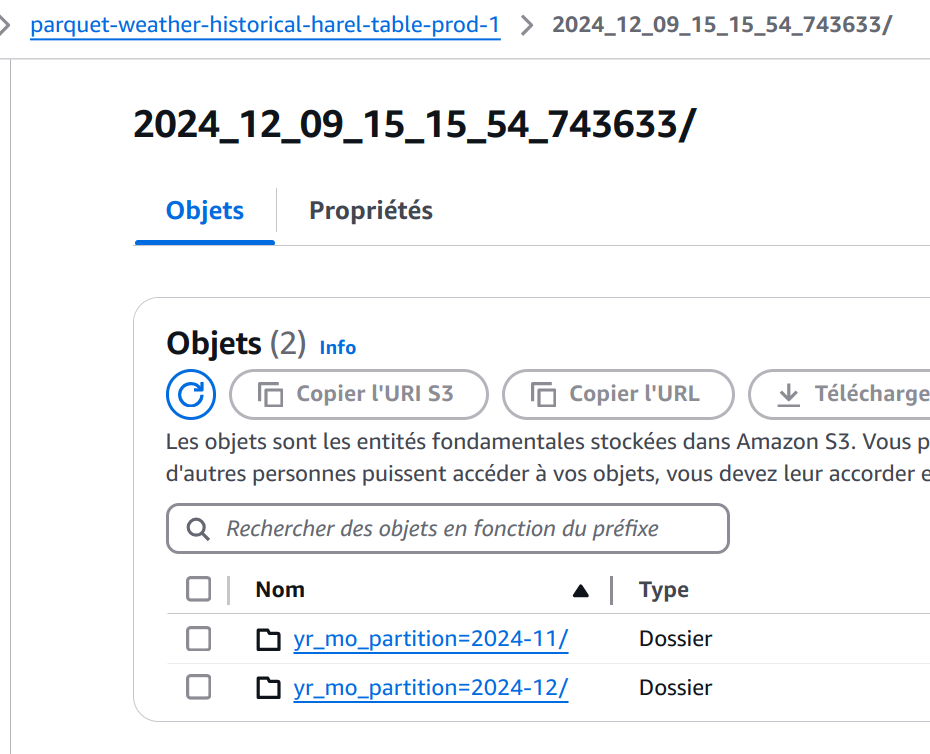 parquet-weather-historical-harel-table-prod-1 > 2024_12_09_15_15_54_743633/
2024_12_09_15_15_54_743633/
Objets Propriétés
Objets (2) Info
Copier l'URI S3 Copier l'URL Télécharge
Les objets sont les entités fondamentales stockées dans Amazon S3. Vous p
d'autres personnes puissent accéder à vos objets, vous devez leur accorder e
Rechercher des objets en fonction du préfixe
Nom Type
yr_mo_partition=2024-11/ Dossier
yr_mo_partition=2024-12/ Dossier